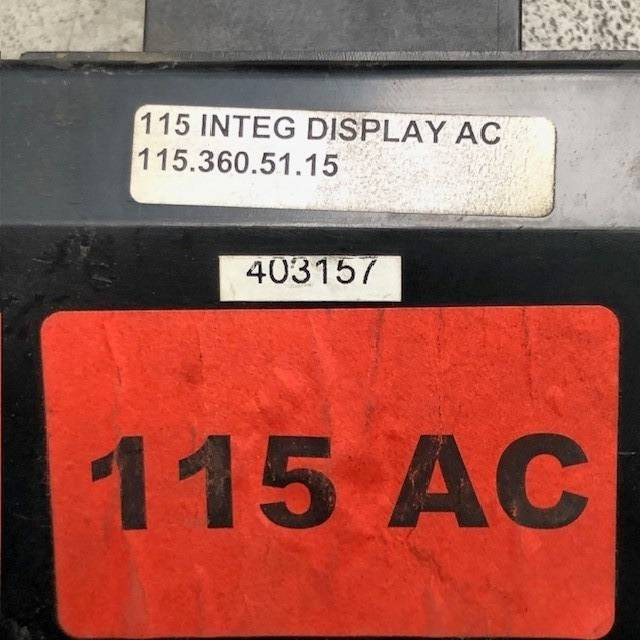 115 INTEG DISPLAY AC
115.360.51.15
403157
115 AC